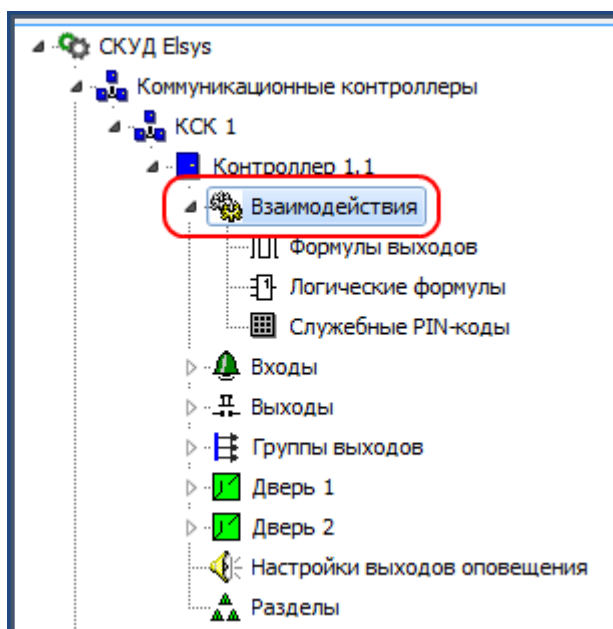 СКУД Elsys
Коммуникационные контроллеры
КСК 1
Контроллер 1.1
Взаимодействия
Формулы выходов
Логические формулы
Служебные PIN-коды
Входы
Выходы
Группы выходов
Дверь 1
Дверь 2
Настройки выходов оповещения
Разделы